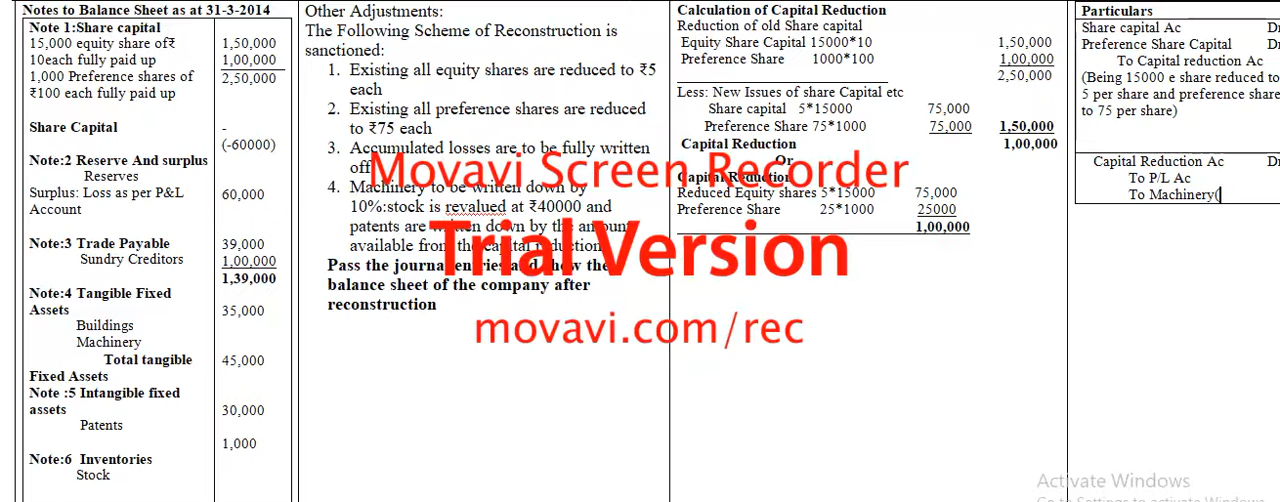 Notes to Balance Sheet as at 31-3-2014
Note 1:Share capital
15,000 equity share of₹ 1,50,000
10each fully paid up 1,00,000
1,000 Preference shares of 2,50,000
₹100 each fully paid up
Share Capital -
(-60000)
Note:2 Reserve And surplus
Reserves
Surplus: Loss as per P&L 60,000
Account
Note:3 Trade Payable 39,000
Sundry Creditors 1,00,000
1,39,000
Note:4 Tangible Fixed
Assets 35,000
Buildings
Machinery
Total tangible 45,000
Fixed Assets
Note :5 Intangible fixed
assets 30,000
Patents
1,000
Note:6 Inventories
Stock
Other Adjustments:
The Following Scheme of Reconstruction is
sanctioned:
1. Existing all equity shares are reduced to ₹5
each
2. Existing all preference shares are reduced
to ₹75 each
3. Accumulated losses are to be fully written
off
4. Machinery to be written down by
10%:stock is revalued at ₹40000 and
patents are written down by the amount
available from the capital reduction
Pass the journal entries and show the
balance sheet of the company after
reconstruction
Calculation of Capital Reduction
Reduction of old Share capital
Equity Share Capital 15000*10 1,50,000
Preference Share 1000*100 1,00,000
2,50,000
Less: New Issues of share Capital etc
Share capital 5*15000 75,000
Preference Share 75*1000 75,000 1,50,000
Capital Reduction 1,00,000
Or
Capital Reduction
Reduced Equity shares 5*15000 75,000
Preference Share 25*1000 25000
1,00,000
Particulars
Share capital Ac Dr
Preference Share Capital Dr
To Capital reduction Ac
(Being 15000 e share reduced to
5 per share and preference share
to 75 per share)
Capital Reduction Ac Dr
To P/L Ac
To Machinery(
Movavi Screen Recorder
Trial Version
movavi.com/rec
Activate Windows
Go to Settings to activate Windows